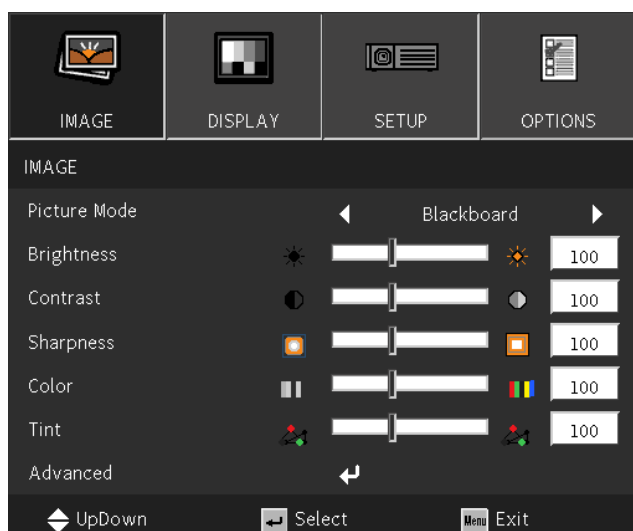 IMAGE DISPLAY SETUP OPTIONS
IMAGE
Picture Mode Blackboard
Brightness 100
Contrast 100
Sharpness 100
Color 100
Tint 100
Advanced
UpDown Select Menu Exit